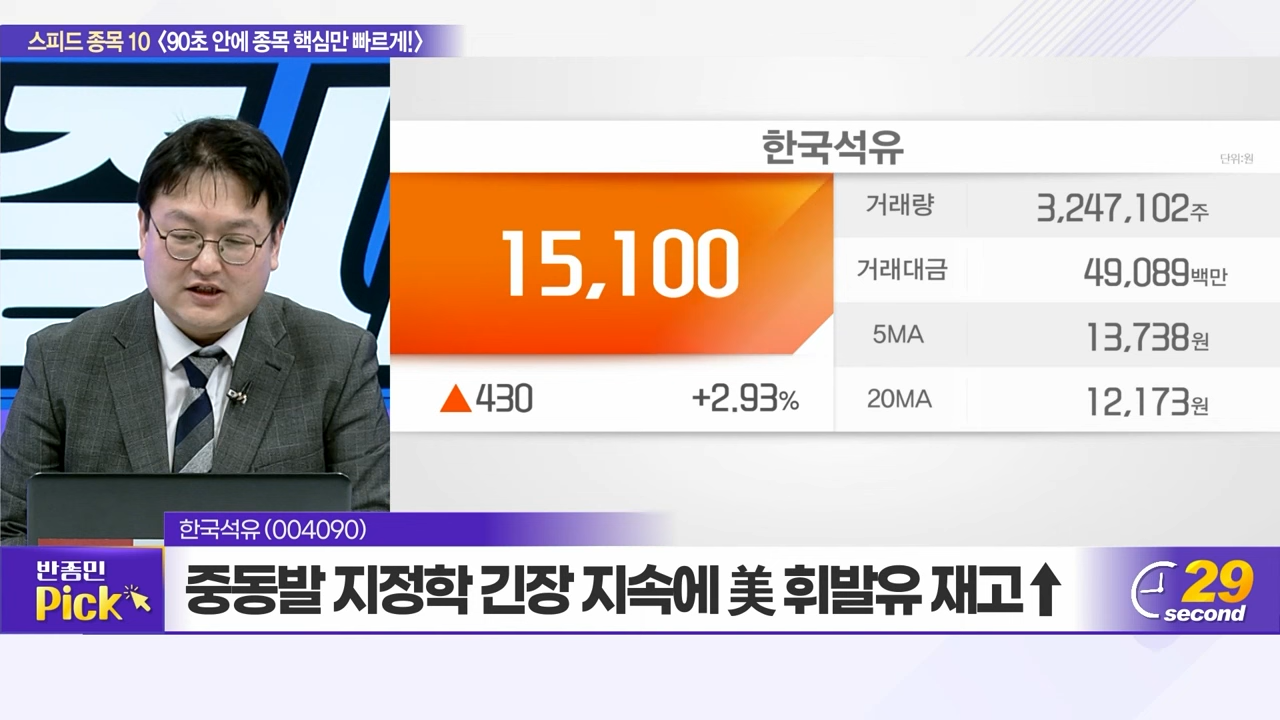 스피드 종목 10 <90초 안에 종목 핵심만 빠르게!>
한국석유
단위:원
15,100
▲430 +2.93%
거래량 3,247,102주
거래대금 49,089백만
5MA 13,738원
20MA 12,173원
한국석유(004090)
반종민
Pick
중동발 지정학 긴장 지속에 美 휘발유 재고↑
29
second